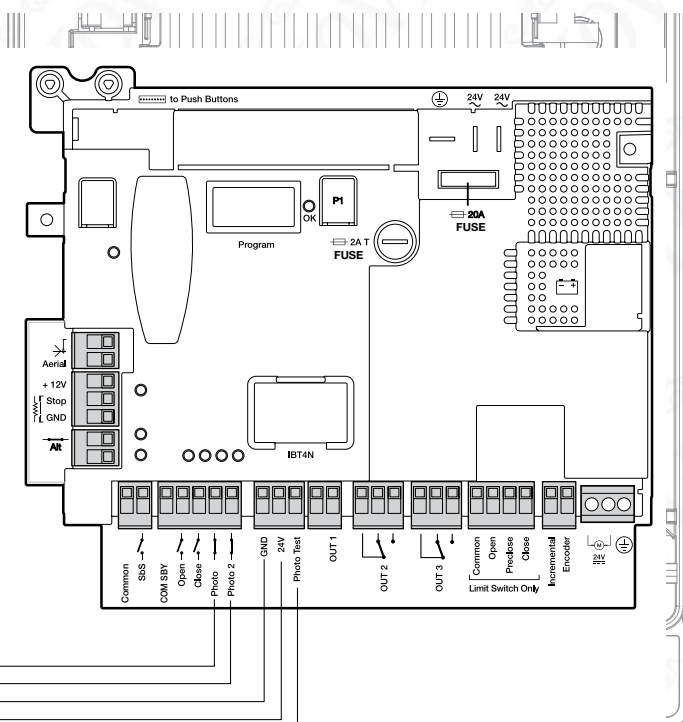 to Push Buttons
24V
24V
P1
OK
Program
2A T
FUSE
20A
FUSE
Aerial
+ 12V
Stop
GND
Alt
IBT4N
Common
SbS
COM SBY
Open
Close
Photo
Photo 2
GND
24V
Photo Test
OUT 1
OUT 2
OUT 3
Common
Open
Preclose
Close
Limit Switch Only
Incremental
Encoder
M
24V